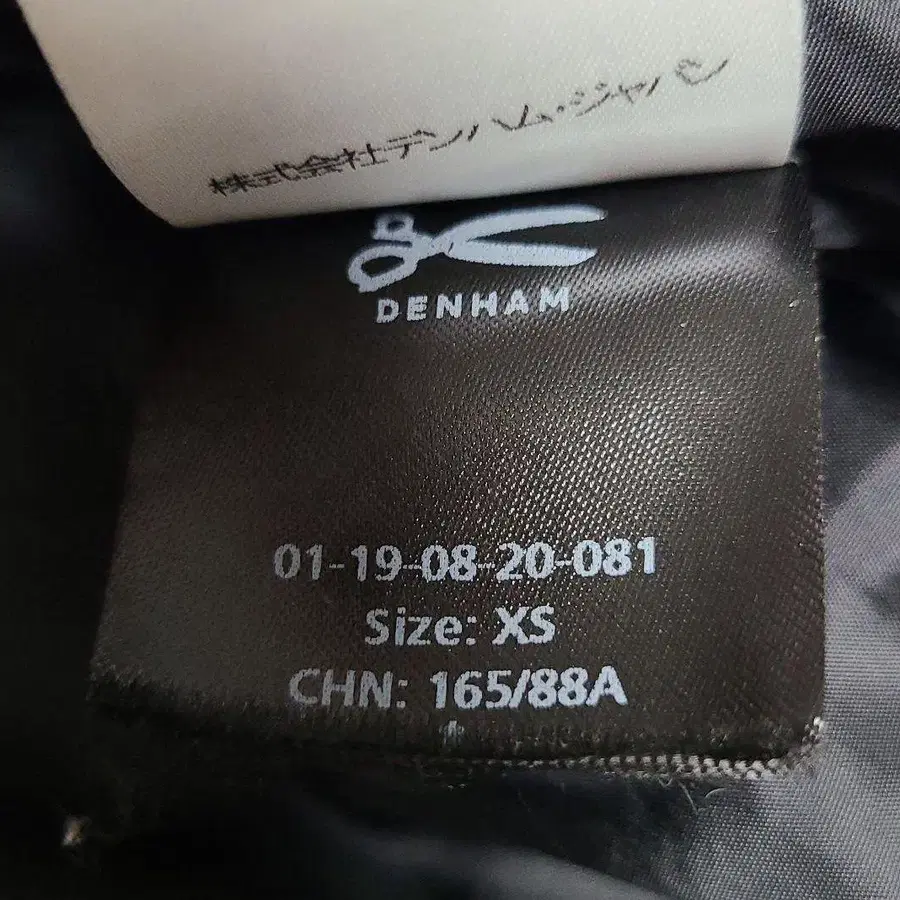 株式会社デンハム・ジャパン
DENHAM
01-19-08-20-081
Size: XS
CHN: 165/88A